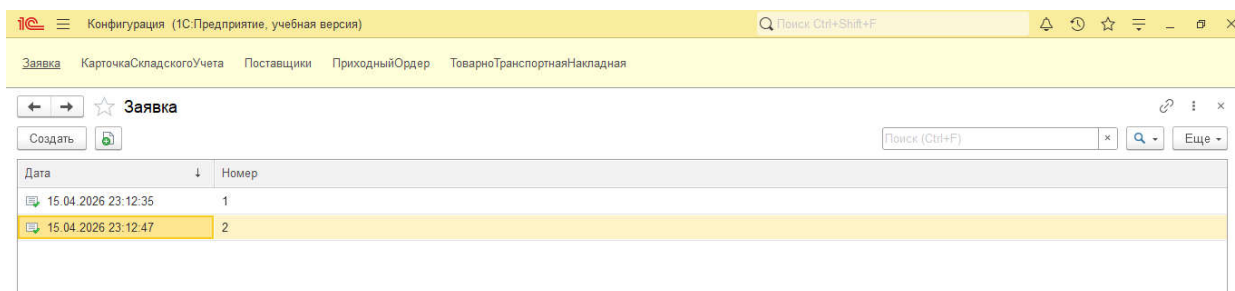 1С Конфигурация (1С:Предприятие, учебная версия) Поиск Ctrl+Shift+F
Заявка КарточкаСкладскогоУчета Поставщики ПриходныйОрдер ТоварноТранспортнаяНакладная
Заявка
Создать Поиск (Ctrl+F) Еще
Дата Номер
15.04.2026 23:12:35 1
15.04.2026 23:12:47 2